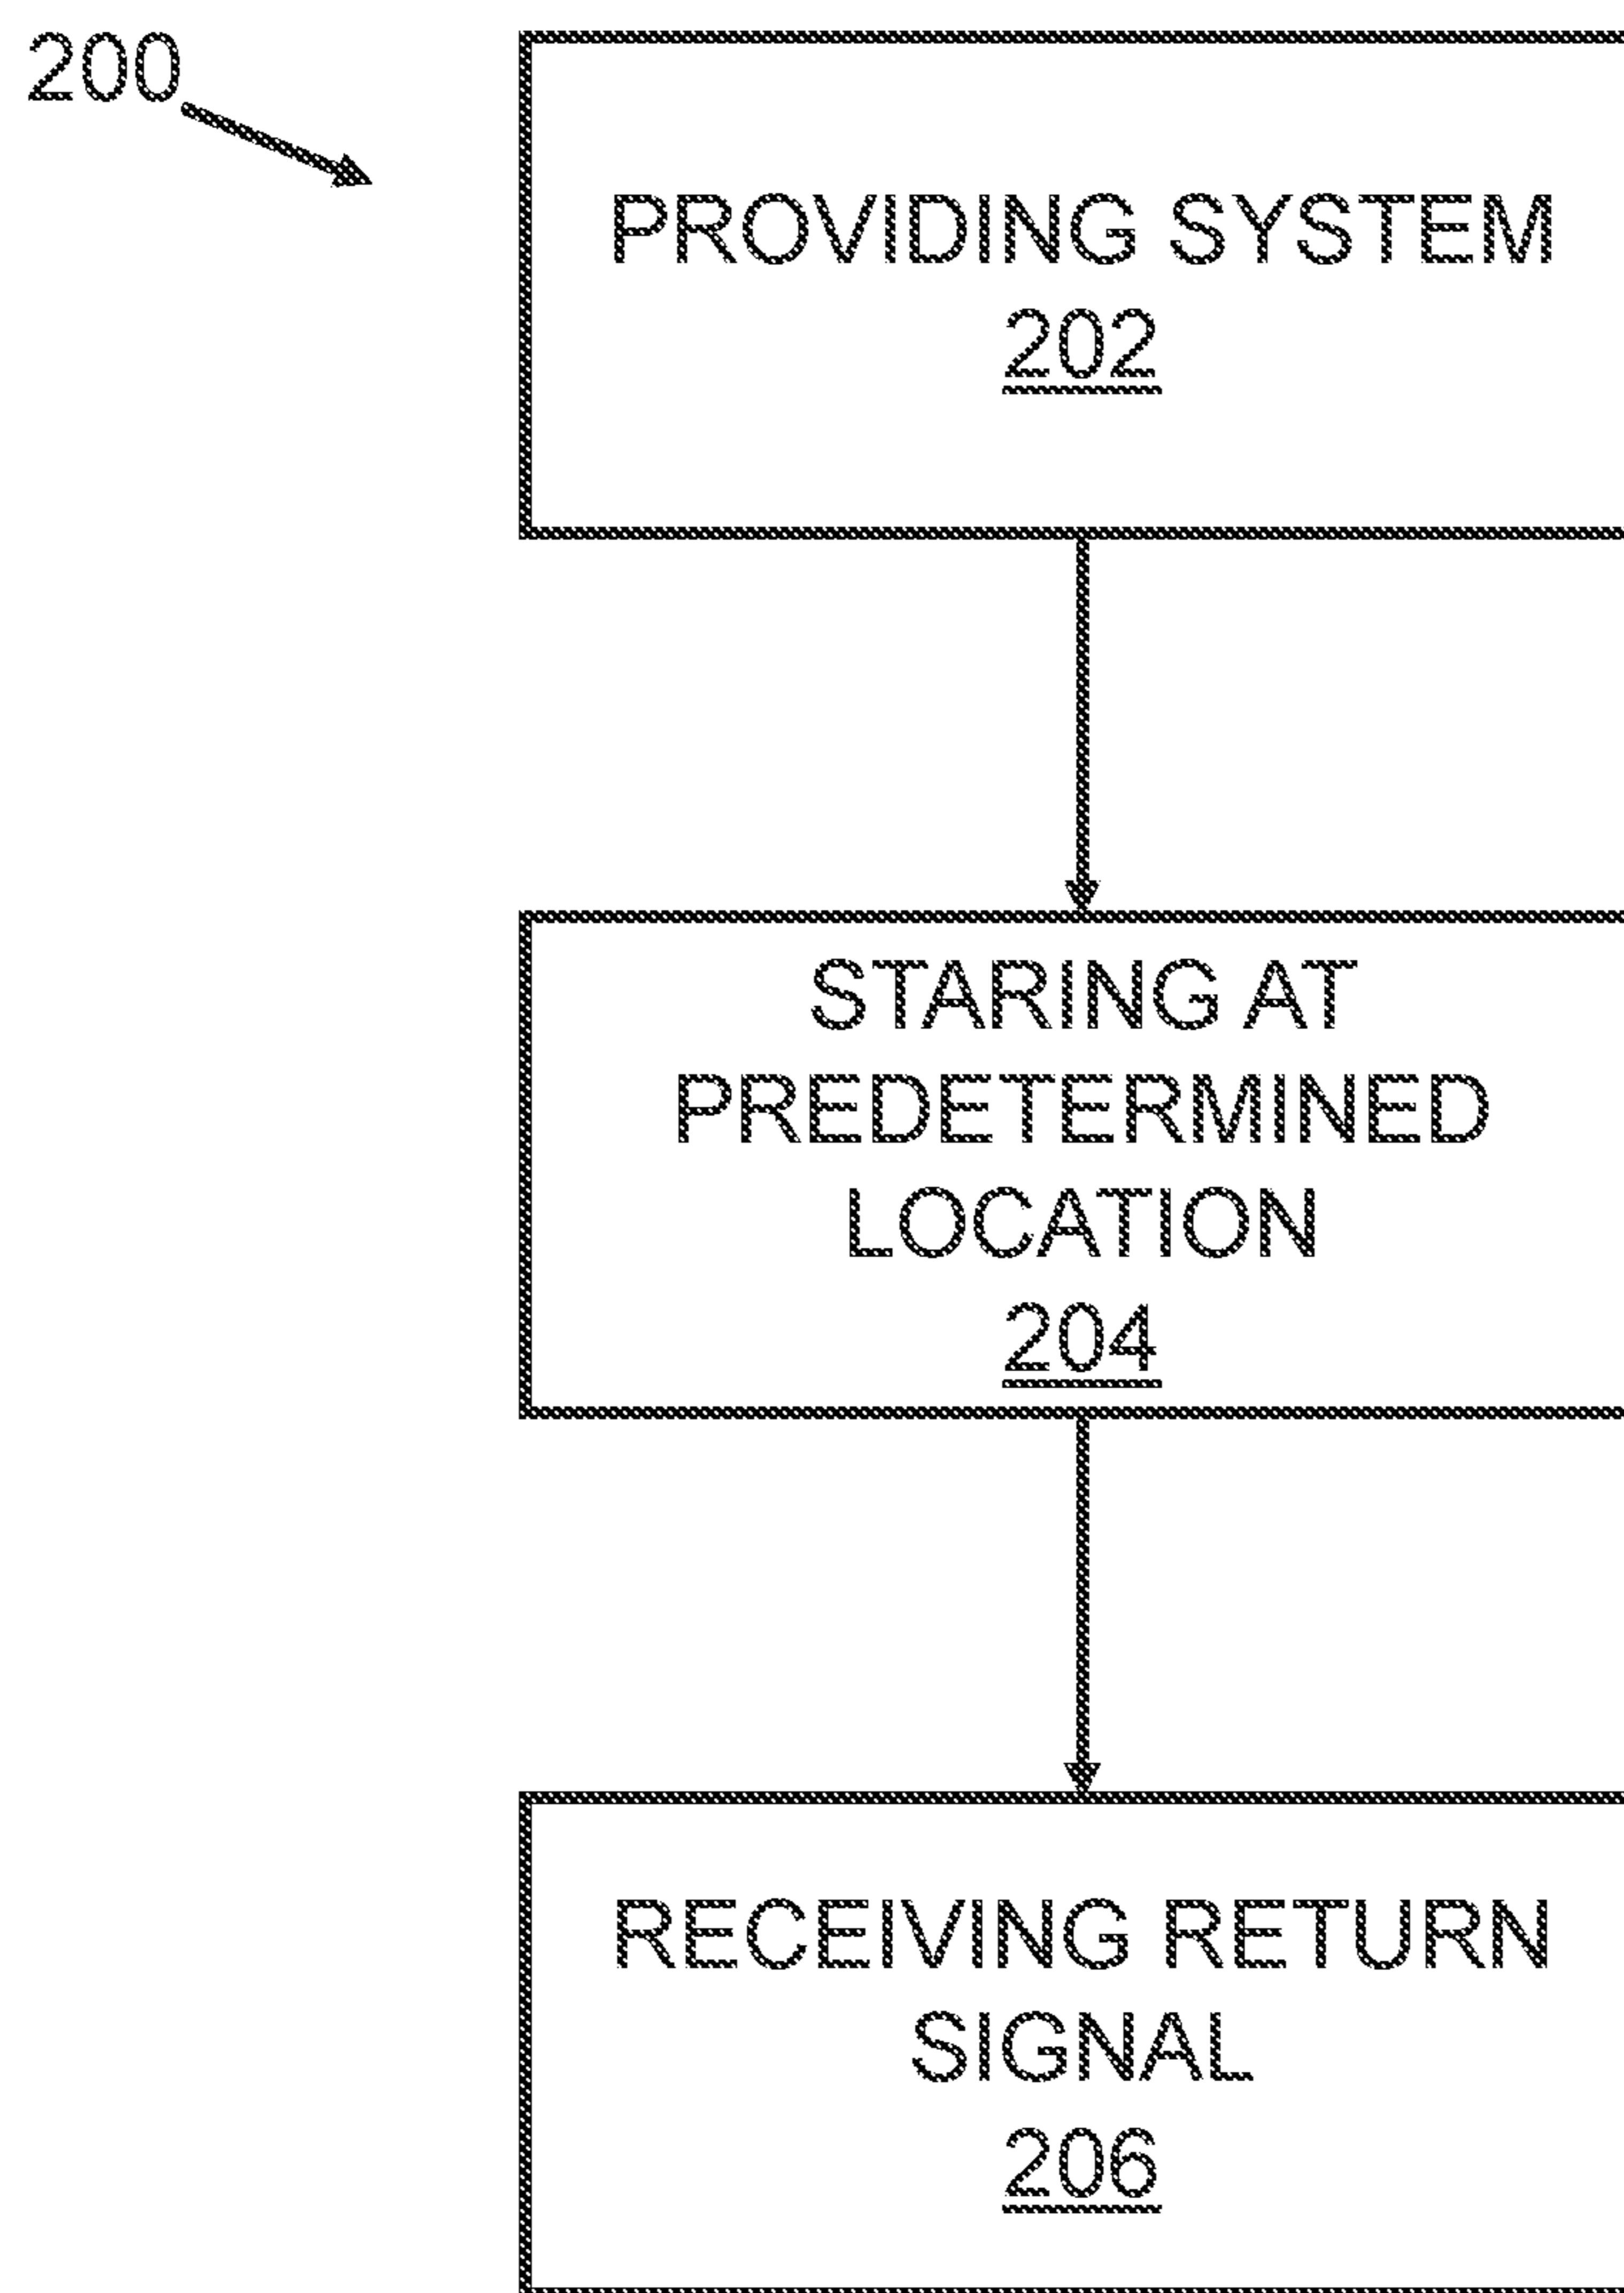 200
PROVIDING SYSTEM
202
STARING AT
PREDETERMINED
LOCATION
204
RECEIVING RETURN
SIGNAL
206